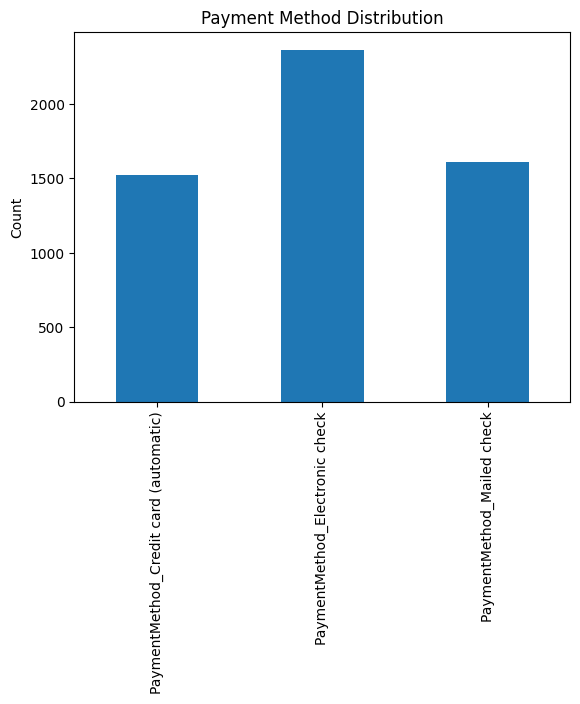 Payment Method Distribution
Count
2000
1500
1000
500
0
PaymentMethod_Credit card (automatic)
PaymentMethod_Electronic check
PaymentMethod_Mailed check